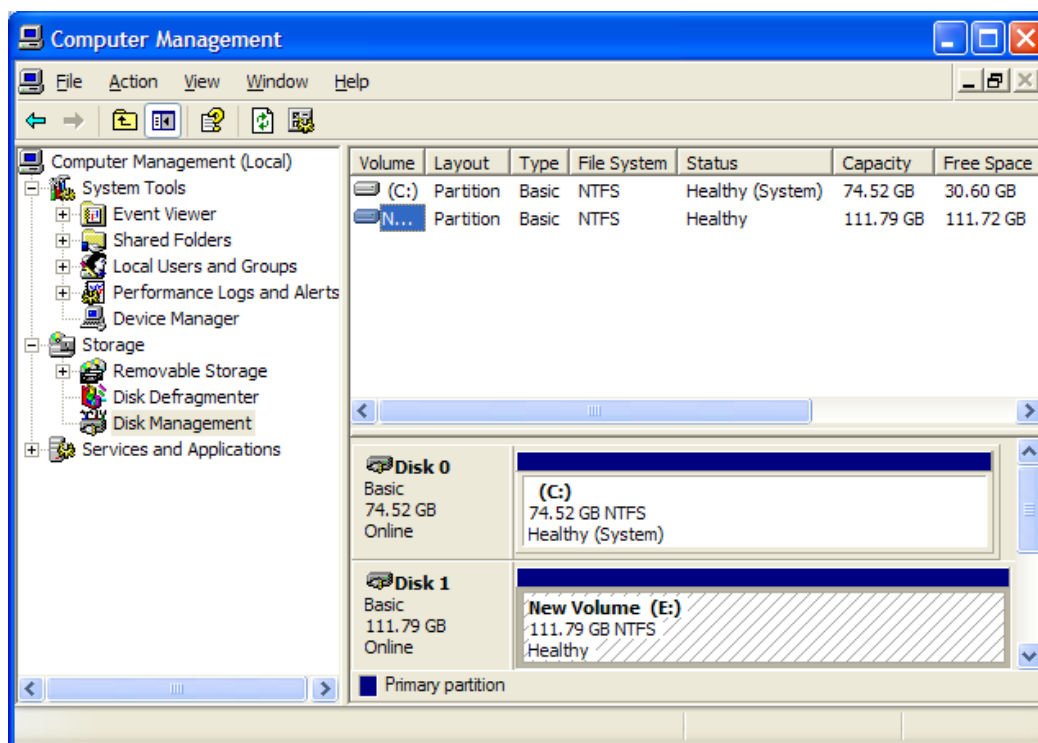 Computer Management
File Action View Window Help
Computer Management (Local)
System Tools
Event Viewer
Shared Folders
Local Users and Groups
Performance Logs and Alerts
Device Manager
Storage
Removable Storage
Disk Defragmenter
Disk Management
Services and Applications
Volume Layout Type File System Status Capacity Free Space
(C:) Partition Basic NTFS Healthy (System) 74.52 GB 30.60 GB
N... Partition Basic NTFS Healthy 111.79 GB 111.72 GB
Disk 0
Basic
74.52 GB
Online
(C:)
74.52 GB NTFS
Healthy (System)
Disk 1
Basic
111.79 GB
Online
New Volume (E:)
111.79 GB NTFS
Healthy
Primary partition